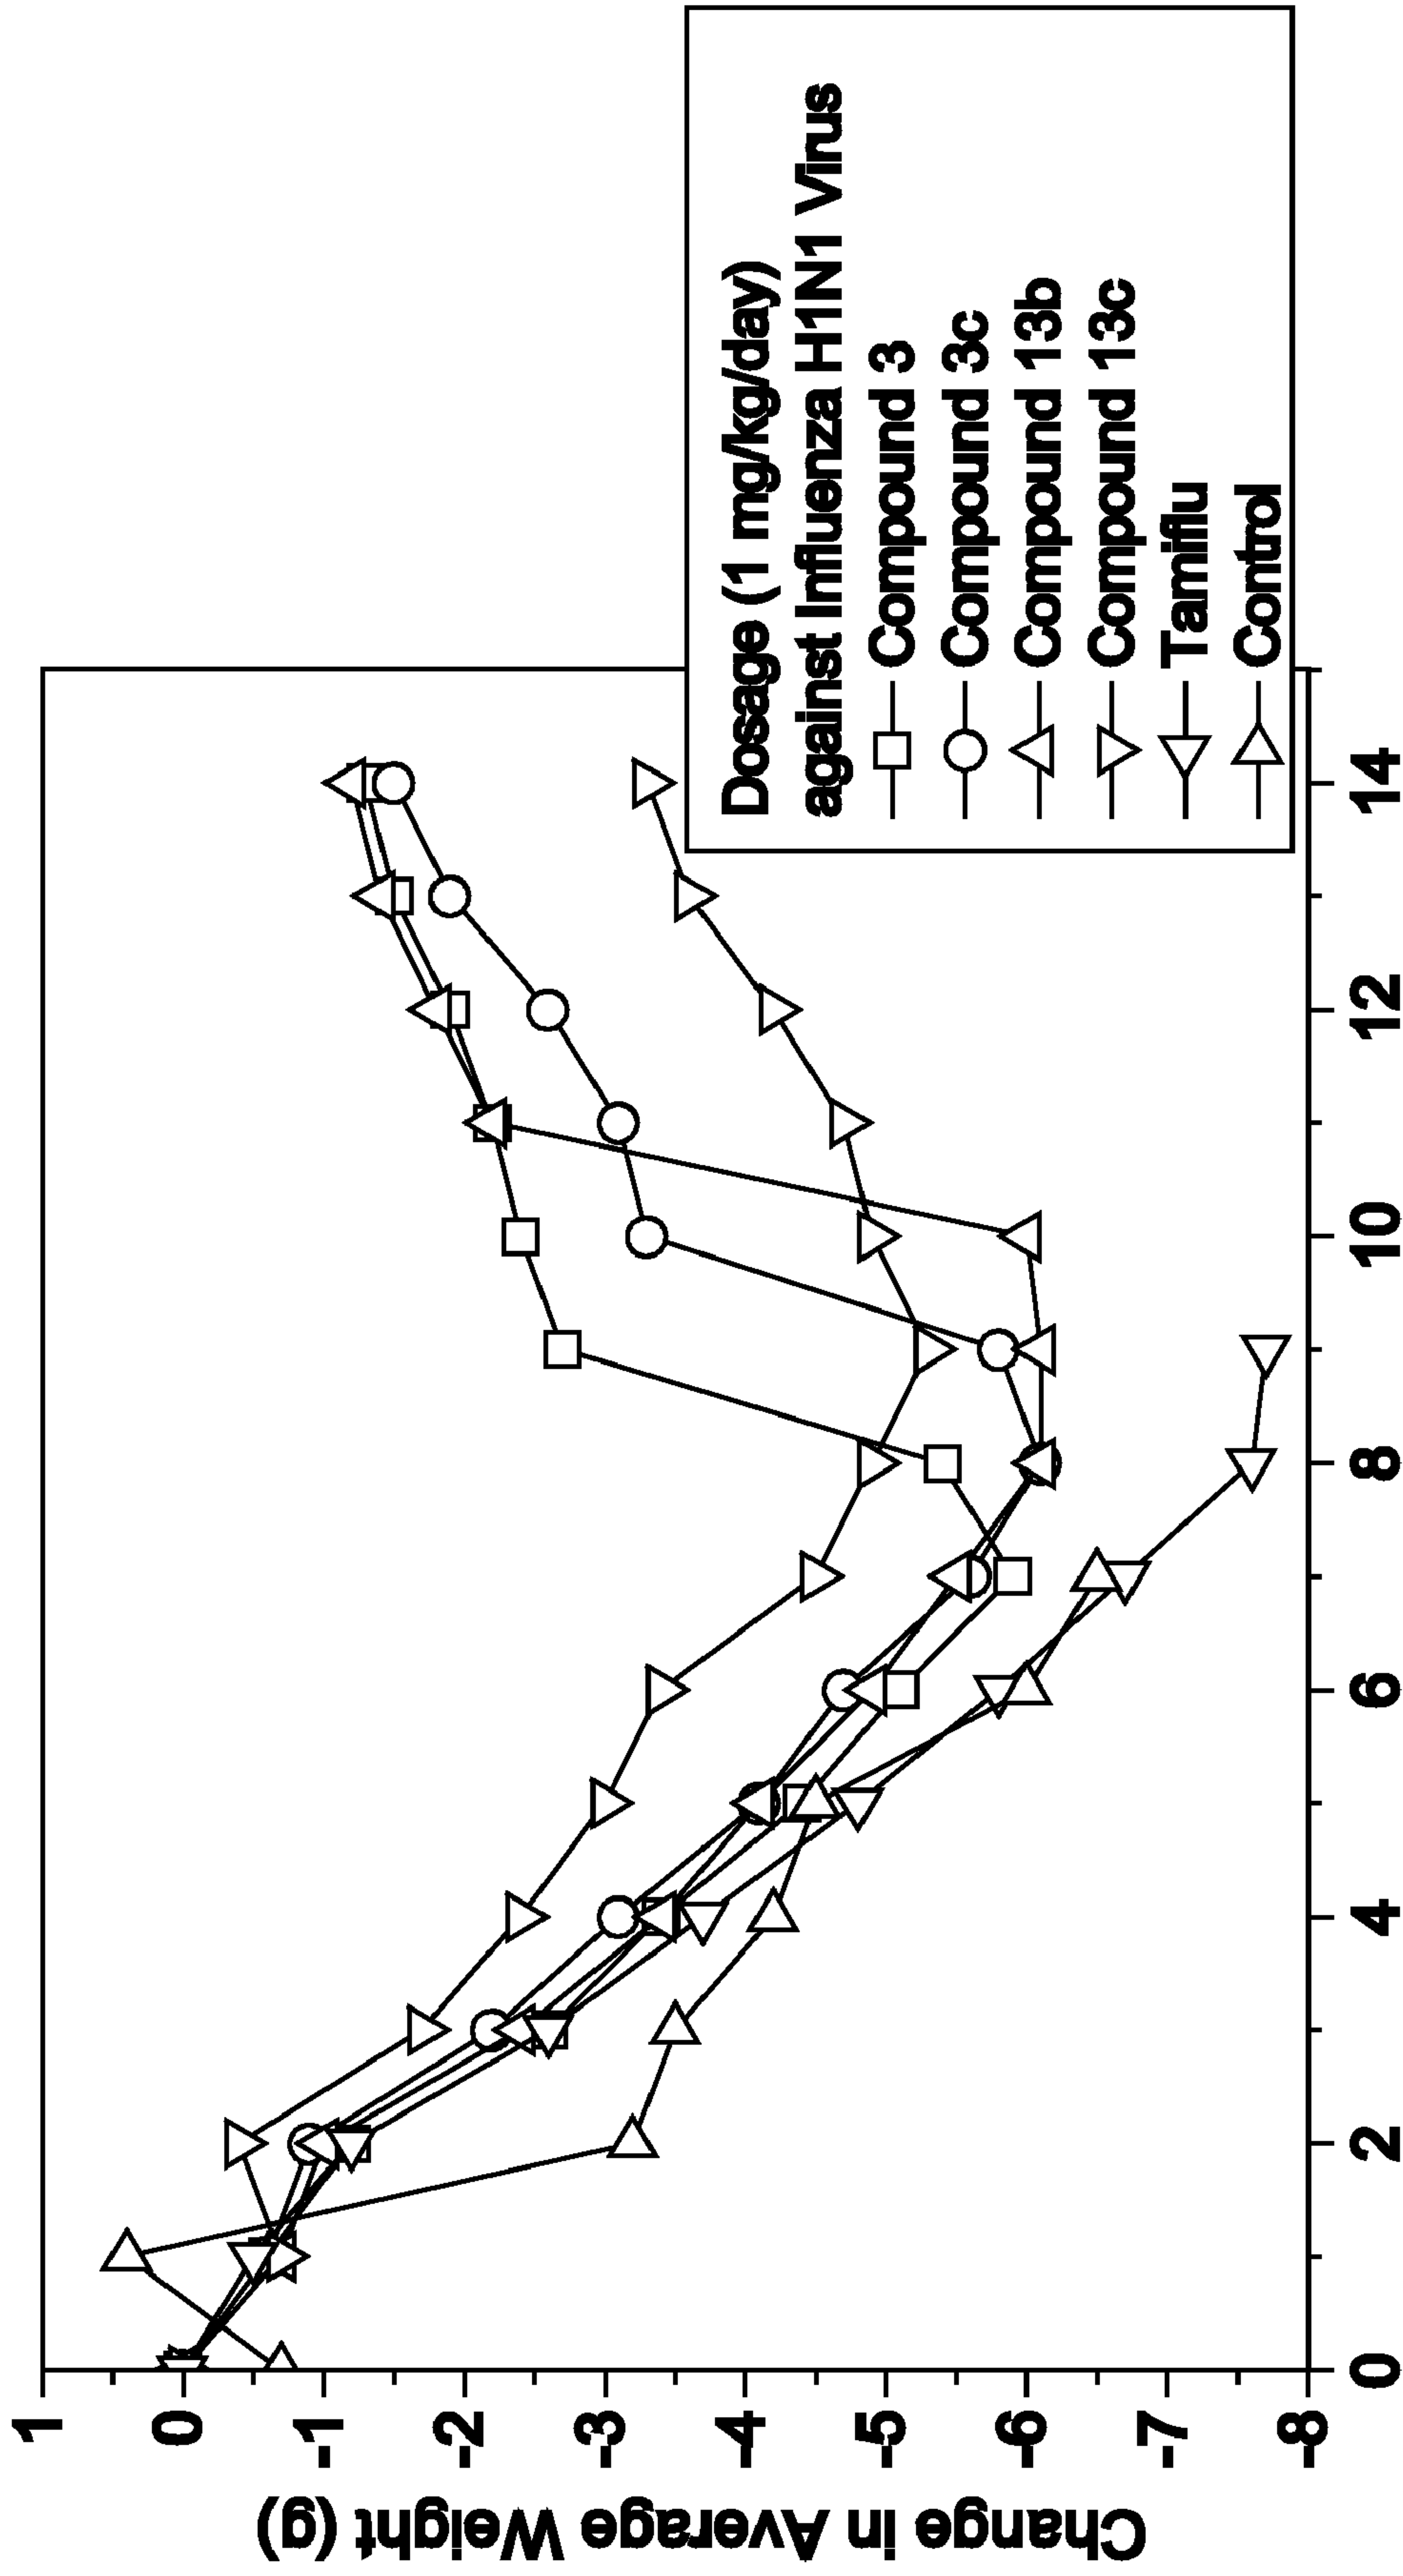 Change in Average Weight (g)
1
0
-1
-2
-3
-4
-5
-6
-7
-8
0
2
4
6
8
10
12
14
Dosage (1 mg/kg/day)
against Influenza H1N1 Virus
Compound 3
Compound 3c
Compound 13b
Compound 13c
Tamiflu
Control